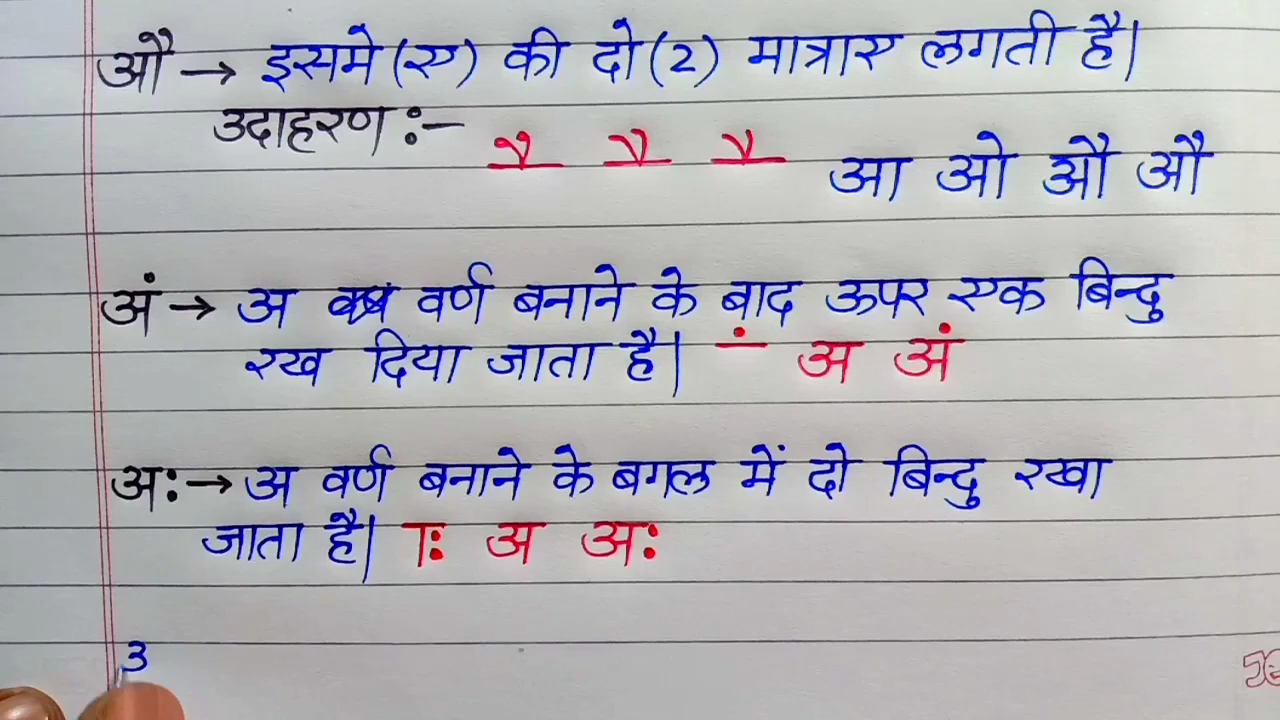 औ → इसमे (ए) की दो (2) मात्राए लगती है।
उदाहरण :- आ ओ औ औ
अं → अ वर्ण बनाने के बाद ऊपर एक बिन्दु
रख दिया जाता है। ं अ अं
अः → अ वर्ण बनाने के बगल में दो बिन्दु रखा
जाता है। ाः अ अः
3